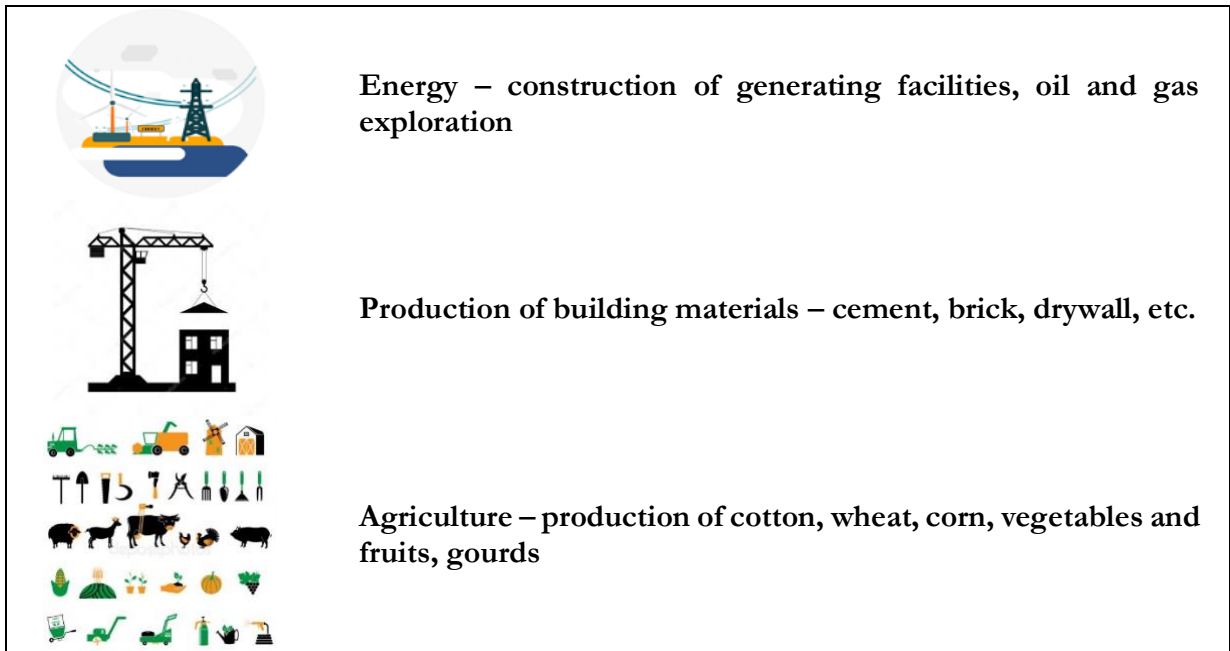 Energy – construction of generating facilities, oil and gas
exploration
Production of building materials – cement, brick, drywall, etc.
Agriculture – production of cotton, wheat, corn, vegetables and
fruits, gourds